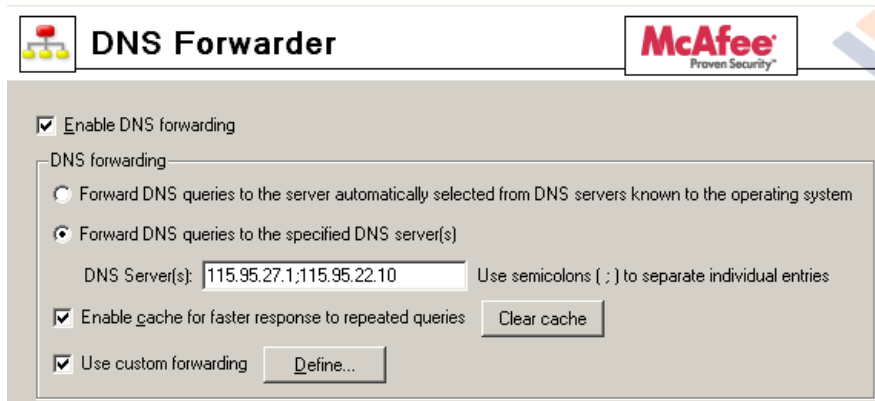 DNS Forwarder
McAfee
Proven Security™
Enable DNS forwarding
DNS forwarding
Forward DNS queries to the server automatically selected from DNS servers known to the operating system
Forward DNS queries to the specified DNS server(s)
DNS Server(s): 115.95.27.1;115.95.22.10 Use semicolons ( ; ) to separate individual entries
Enable cache for faster response to repeated queries Clear cache
Use custom forwarding Define...